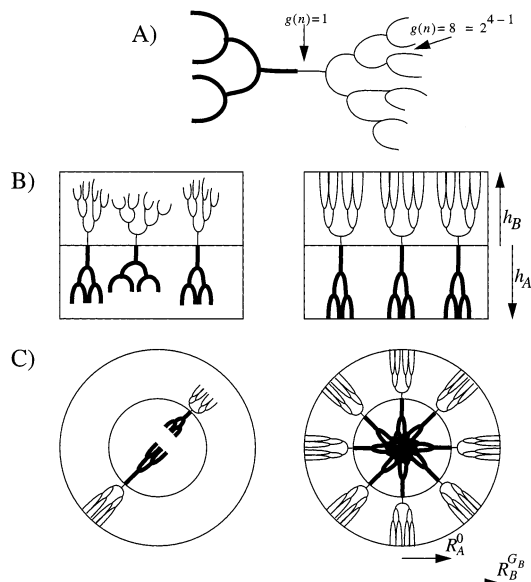 g(n)=1
A)
g(n)=8 = 2^{4-1}
B)
h_B
h_A
C)
R_A^0
R_B^{G_B}